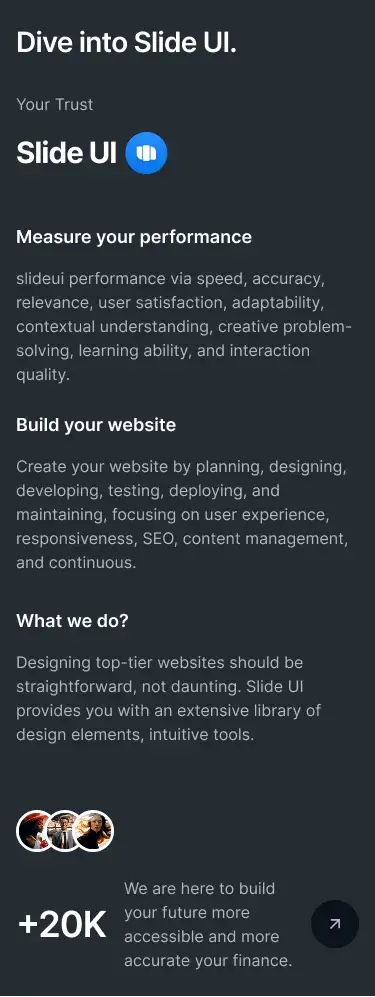 Dive into Slide UI.
Your Trust
Slide UI
Measure your performance
slideui performance via speed, accuracy,
relevance, user satisfaction, adaptability,
contextual understanding, creative problem-
solving, learning ability, and interaction
quality.
Build your website
Create your website by planning, designing,
developing, testing, deploying, and
maintaining, focusing on user experience,
responsiveness, SEO, content management,
and continuous.
What we do?
Designing top-tier websites should be
straightforward, not daunting. Slide UI
provides you with an extensive library of
design elements, intuitive tools.
+20K
We are here to build
your future more
accessible and more
accurate your finance.